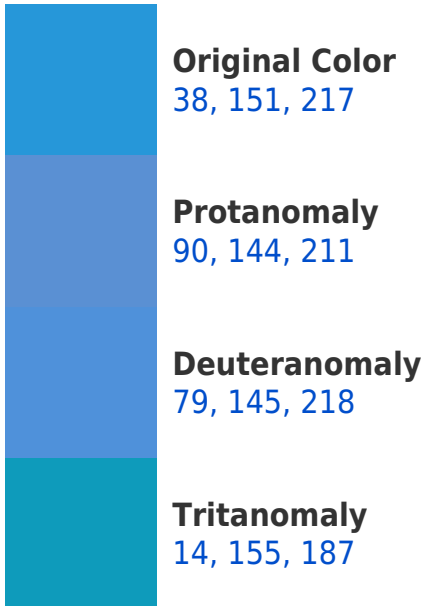 Original Color
38, 151, 217
Protanomaly
90, 144, 211
Deuteranomaly
79, 145, 218
Tritanomaly
14, 155, 187